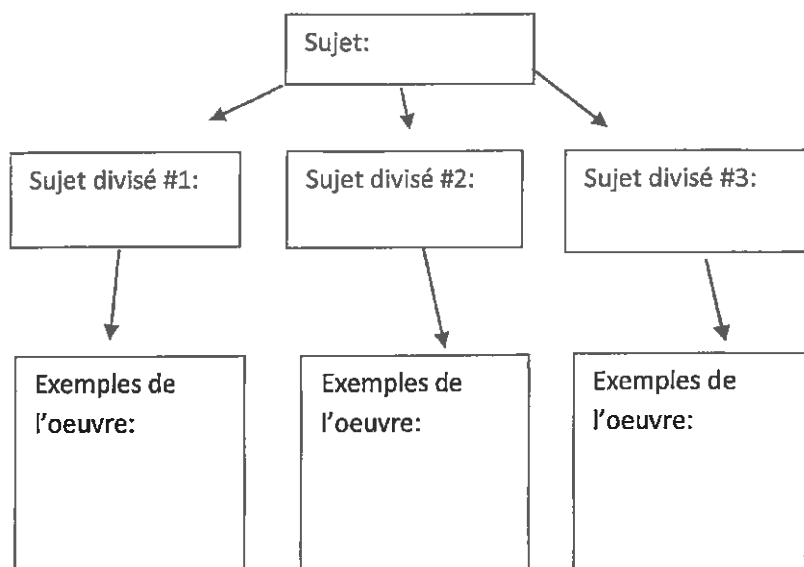 Sujet:
Sujet divisé #1:
Sujet divisé #2:
Sujet divisé #3:
Exemples de
l'oeuvre:
Exemples de
l'oeuvre:
Exemples de
l'oeuvre: